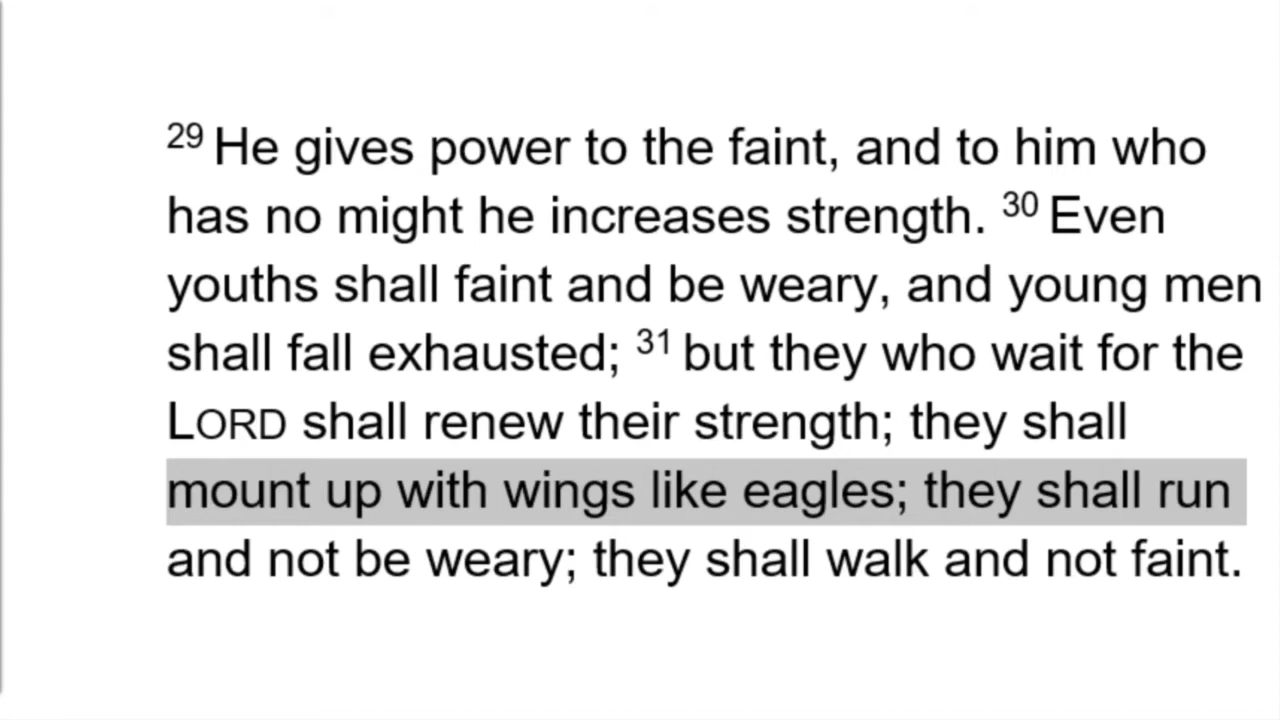 29 He gives power to the faint, and to him who
has no might he increases strength. 30 Even
youths shall faint and be weary, and young men
shall fall exhausted; 31 but they who wait for the
LORD shall renew their strength; they shall
mount up with wings like eagles; they shall run
and not be weary; they shall walk and not faint.